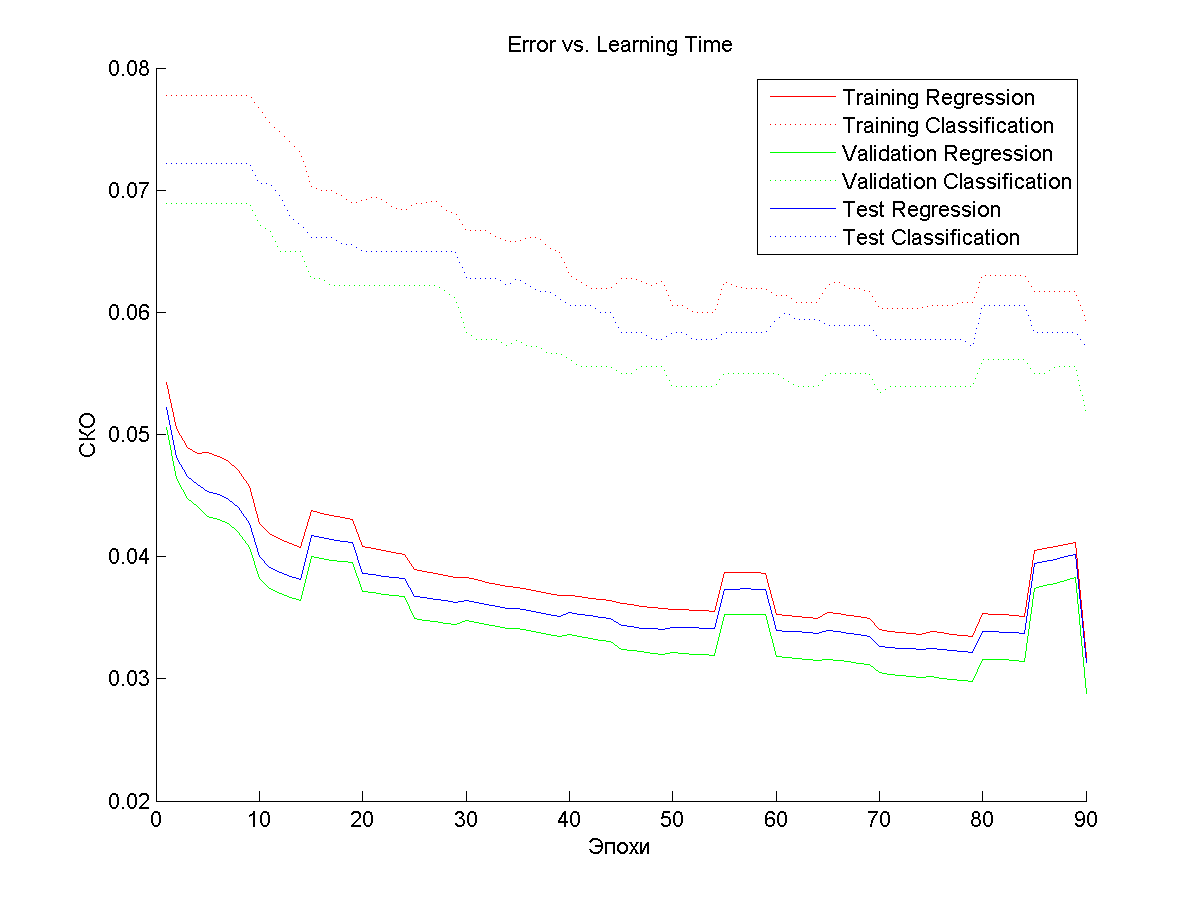 Error vs. Learning Time
0.08
0.07
0.06
0.05
0.04
0.03
0.02
СКО
Training Regression
Training Classification
Validation Regression
Validation Classification
Test Regression
Test Classification
0 10 20 30 40 50 60 70 80 90
Эпохи